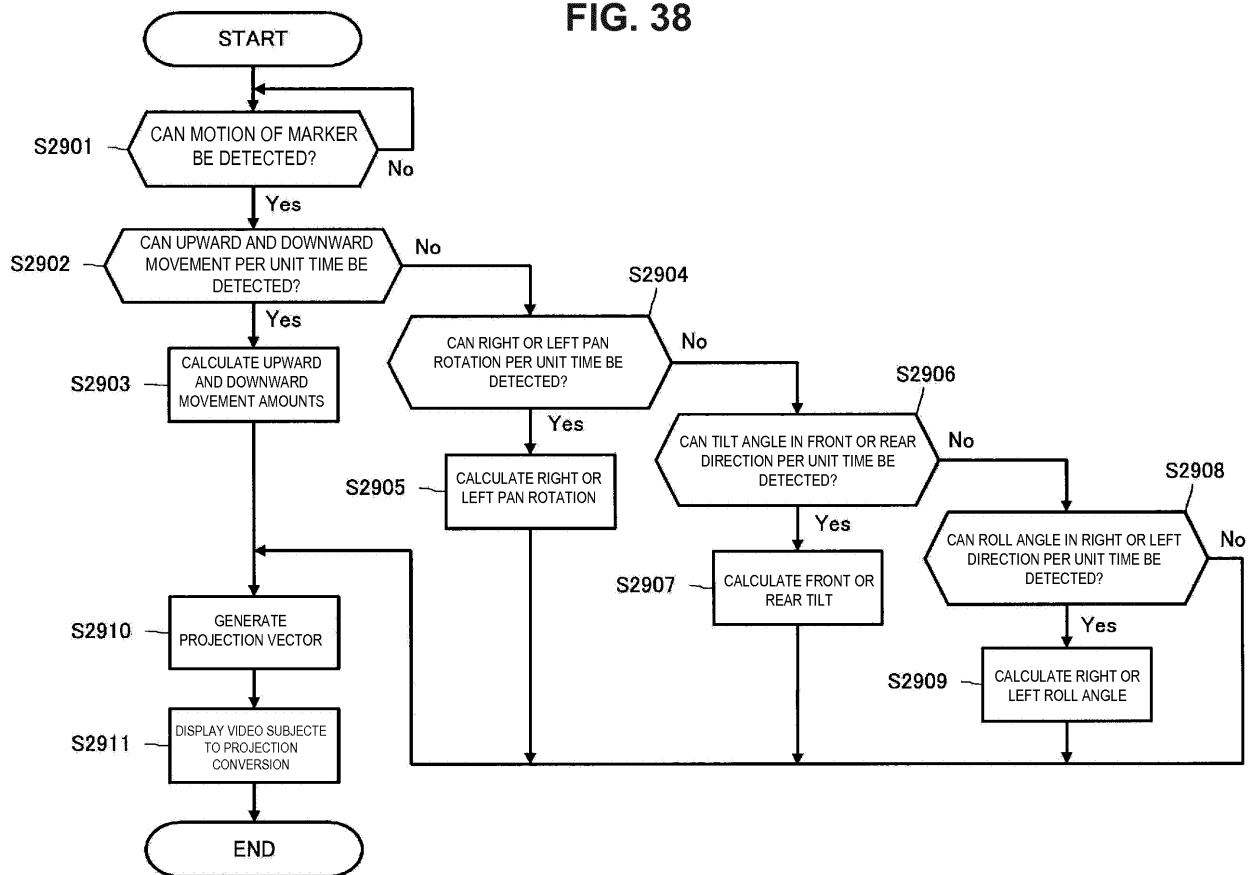 FIG. 38
START
S2901
CAN MOTION OF MARKER
BE DETECTED?
No
Yes
S2902
CAN UPWARD AND DOWNWARD
MOVEMENT PER UNIT TIME BE
DETECTED?
No
Yes
S2903
CALCULATE UPWARD
AND DOWNWARD
MOVEMENT AMOUNTS
S2904
CAN RIGHT OR LEFT PAN
ROTATION PER UNIT TIME BE
DETECTED?
No
Yes
S2905
CALCULATE RIGHT OR
LEFT PAN ROTATION
S2906
CAN TILT ANGLE IN FRONT OR REAR
DIRECTION PER UNIT TIME BE
DETECTED?
No
Yes
S2907
CALCULATE FRONT OR
REAR TILT
S2908
CAN ROLL ANGLE IN RIGHT OR LEFT
DIRECTION PER UNIT TIME BE
DETECTED?
No
Yes
S2909
CALCULATE RIGHT OR
LEFT ROLL ANGLE
S2910
GENERATE
PROJECTION VECTOR
S2911
DISPLAY VIDEO SUBJECTE
TO PROJECTION
CONVERSION
END